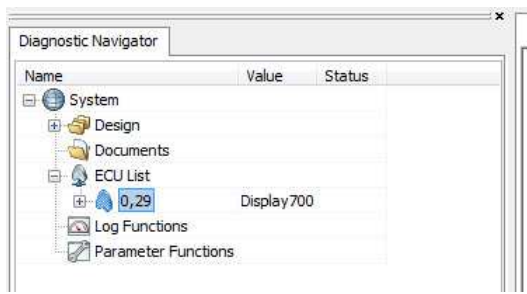 Diagnostic Navigator
Name Value Status
System
Design
Documents
ECU List
0,29 Display700
Log Functions
Parameter Functions